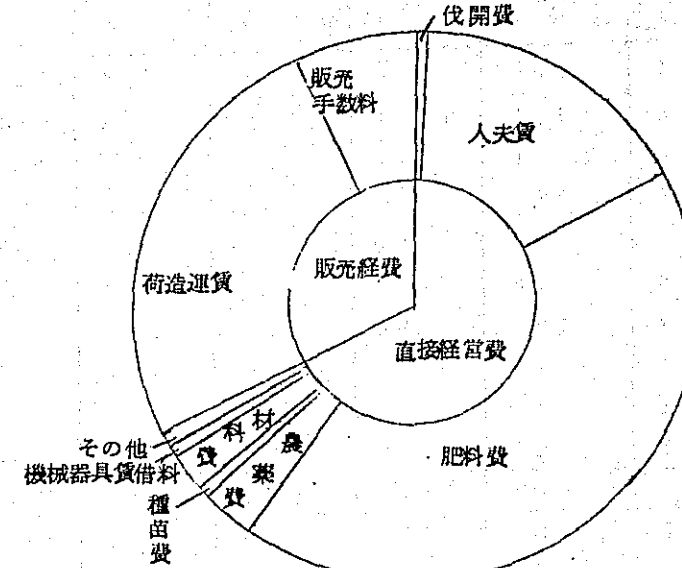 伐開費
販売
手数料
人夫賃
荷造運賃
販売経費
直接経営費
肥料費
農薬費
種苗費
材料費
機械器具賃借料
その他